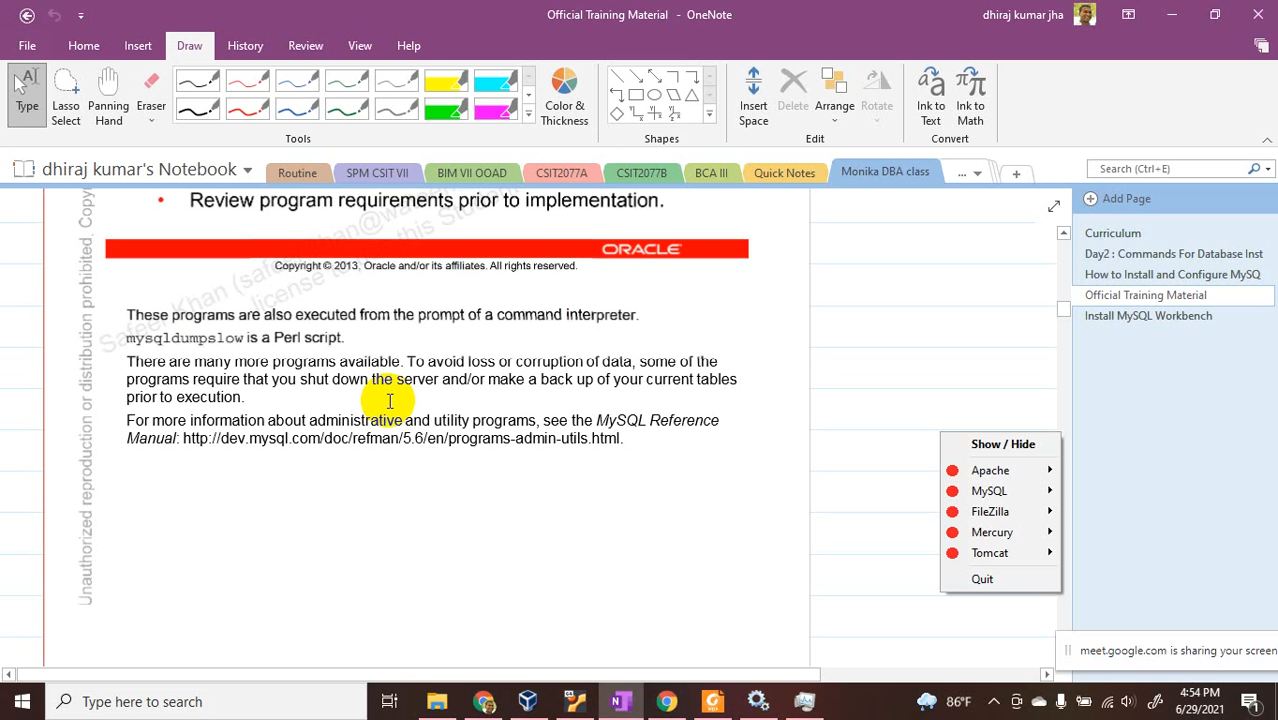 Official Training Material - OneNote
dhiraj kumar jha
File Home Insert Draw History Review View Help
Type
Lasso Select
Panning Hand
Eraser
Color & Thickness
Insert Space
Delete
Arrange
Rotate
Ink to Text
Ink to Math
Tools Shapes Edit Convert
dhiraj kumar's Notebook Routine SPM CSIT VII BIM VII OOAD CSIT2077A CSIT2077B BCA III Quick Notes Monika DBA class ... + Search (Ctrl+E)
Add Page
Curriculum
Day2 : Commands For Database Inst
How to Install and Configure MySQ
Official Training Material
Install MySQL Workbench
• Review program requirements prior to implementation.
ORACLE
Copyright © 2013, Oracle and/or its affiliates. All rights reserved.
These programs are also executed from the prompt of a command interpreter.
mysqldumpslow is a Perl script.
There are many more programs available. To avoid loss or corruption of data, some of the
programs require that you shut down the server and/or make a back up of your current tables
prior to execution.
For more information about administrative and utility programs, see the MySQL Reference
Manual: http://dev.mysql.com/doc/refman/5.6/en/programs-admin-utils.html.
Unauthorized reproduction or distribution prohibited. Copy
Show / Hide
Apache
MySQL
FileZilla
Mercury
Tomcat
Quit
meet.google.com is sharing your screen
Type here to search
86°F
4:54 PM
6/29/2021